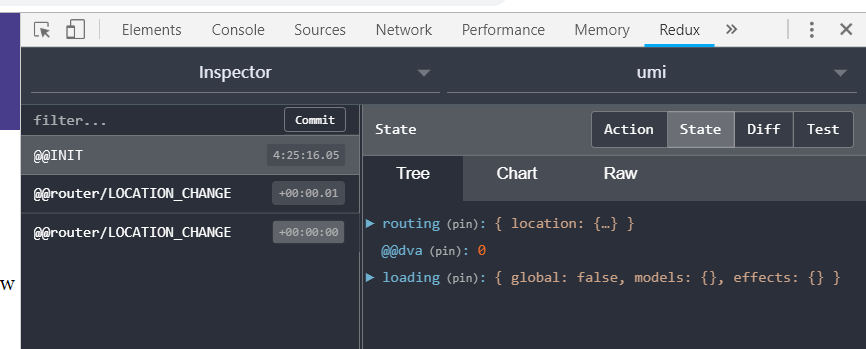 Elements Console Sources Network Performance Memory Redux »
Inspector umi
filter... Commit
State Action State Diff Test
@@INIT 4:25:16.05
Tree Chart Raw
@@router/LOCATION_CHANGE +00:00.01
routing (pin): { location: {…} }
@@router/LOCATION_CHANGE +00:00:00
@@dva (pin): 0
loading (pin): { global: false, models: {}, effects: {} }
w